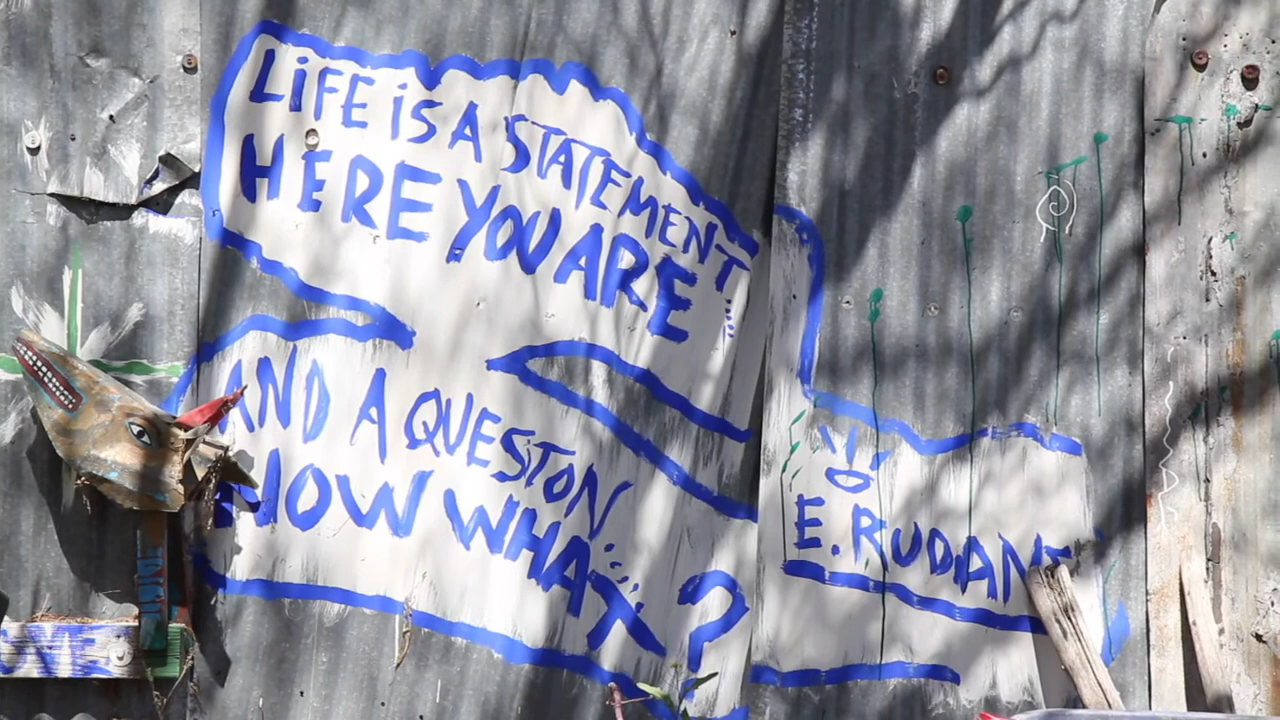 LiFE iS A STATEMENT
HERE YOU ARE
AND A QUESTON
NOW WHAT?
E. RUDAN